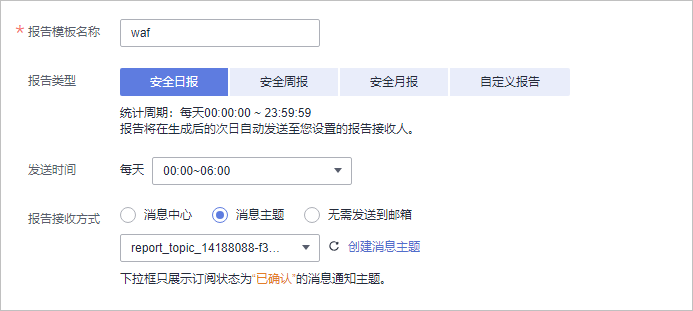 * 报告模板名称 waf
报告类型 安全日报 安全周报 安全月报 自定义报告
统计周期：每天00:00:00 ~ 23:59:59
报告将在生成后的次日自动发送至您设置的报告接收人。
发送时间 每天 00:00~06:00
报告接收方式 消息中心 消息主题 无需发送到邮箱
report_topic_14188088-f3... 创建消息主题
下拉框只展示订阅状态为“已确认”的消息通知主题。